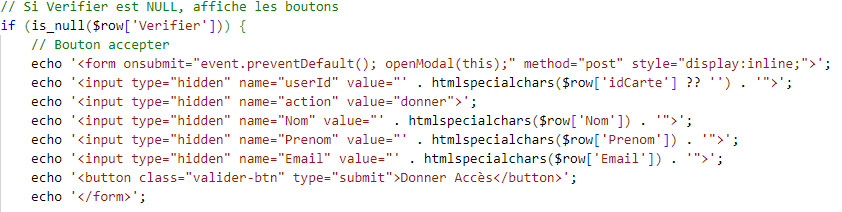 // Si Verifier est NULL, affiche les boutons
if (is_null($row['Verifier'])) {
// Bouton accepter
echo '<form onsubmit="event.preventDefault(); openModal(this);" method="post" style="display:inline;">';
echo '<input type="hidden" name="userId" value="' . htmlspecialchars($row['idCarte'] ?? '') . '">';
echo '<input type="hidden" name="action" value="donner">';
echo '<input type="hidden" name="Nom" value="' . htmlspecialchars($row['Nom']) . '">';
echo '<input type="hidden" name="Prenom" value="' . htmlspecialchars($row['Prenom']) . '">';
echo '<input type="hidden" name="Email" value="' . htmlspecialchars($row['Email']) . '">';
echo '<button class="valider-btn" type="submit">Donner Accès</button>';
echo '</form>';